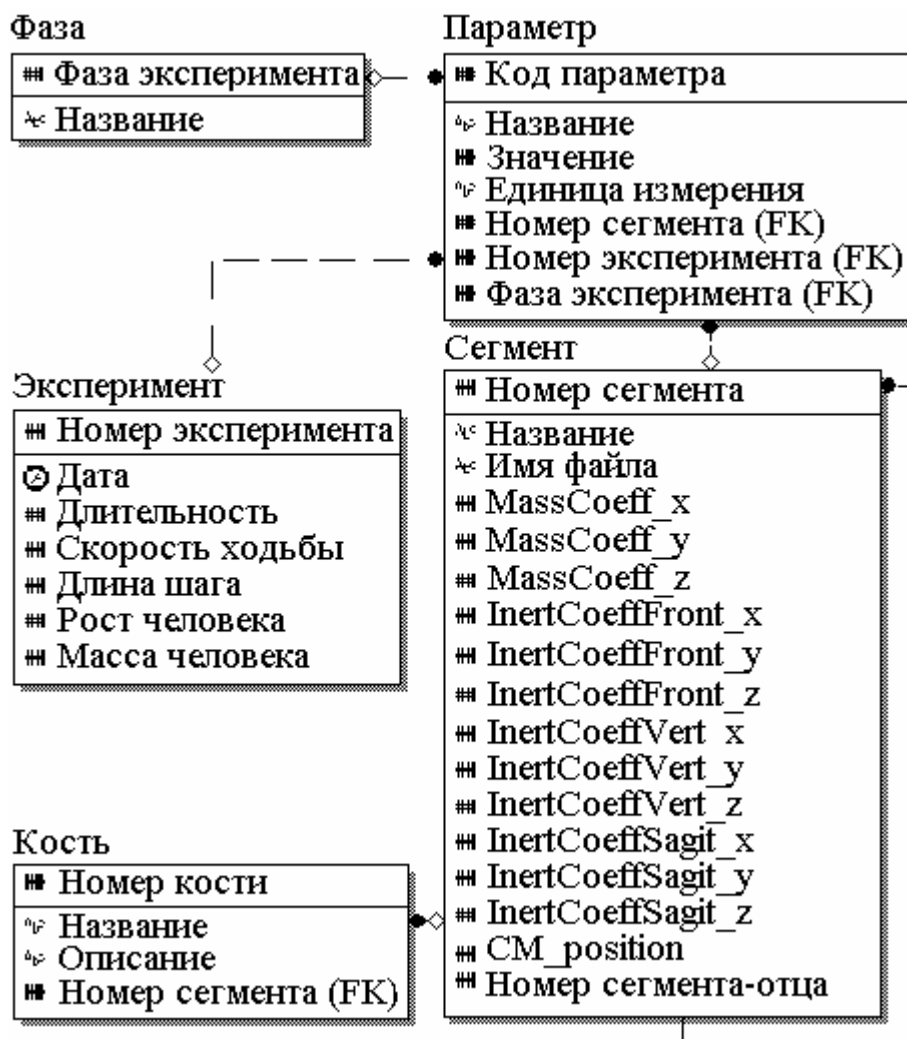 Фаза
Фаза эксперимента
Название
Параметр
Код параметра
Название
Значение
Единица измерения
Номер сегмента (FK)
Номер эксперимента (FK)
Фаза эксперимента (FK)
Эксперимент
Номер эксперимента
Дата
Длительность
Скорость ходьбы
Длина шага
Рост человека
Масса человека
Сегмент
Номер сегмента
Название
Имя файла
MassCoeff_x
MassCoeff_y
MassCoeff_z
InertCoeffFront_x
InertCoeffFront_y
InertCoeffFront_z
InertCoeffVert_x
InertCoeffVert_y
InertCoeffVert_z
InertCoeffSagit_x
InertCoeffSagit_y
InertCoeffSagit_z
CM_position
Номер сегмента-отца
Кость
Номер кости
Название
Описание
Номер сегмента (FK)